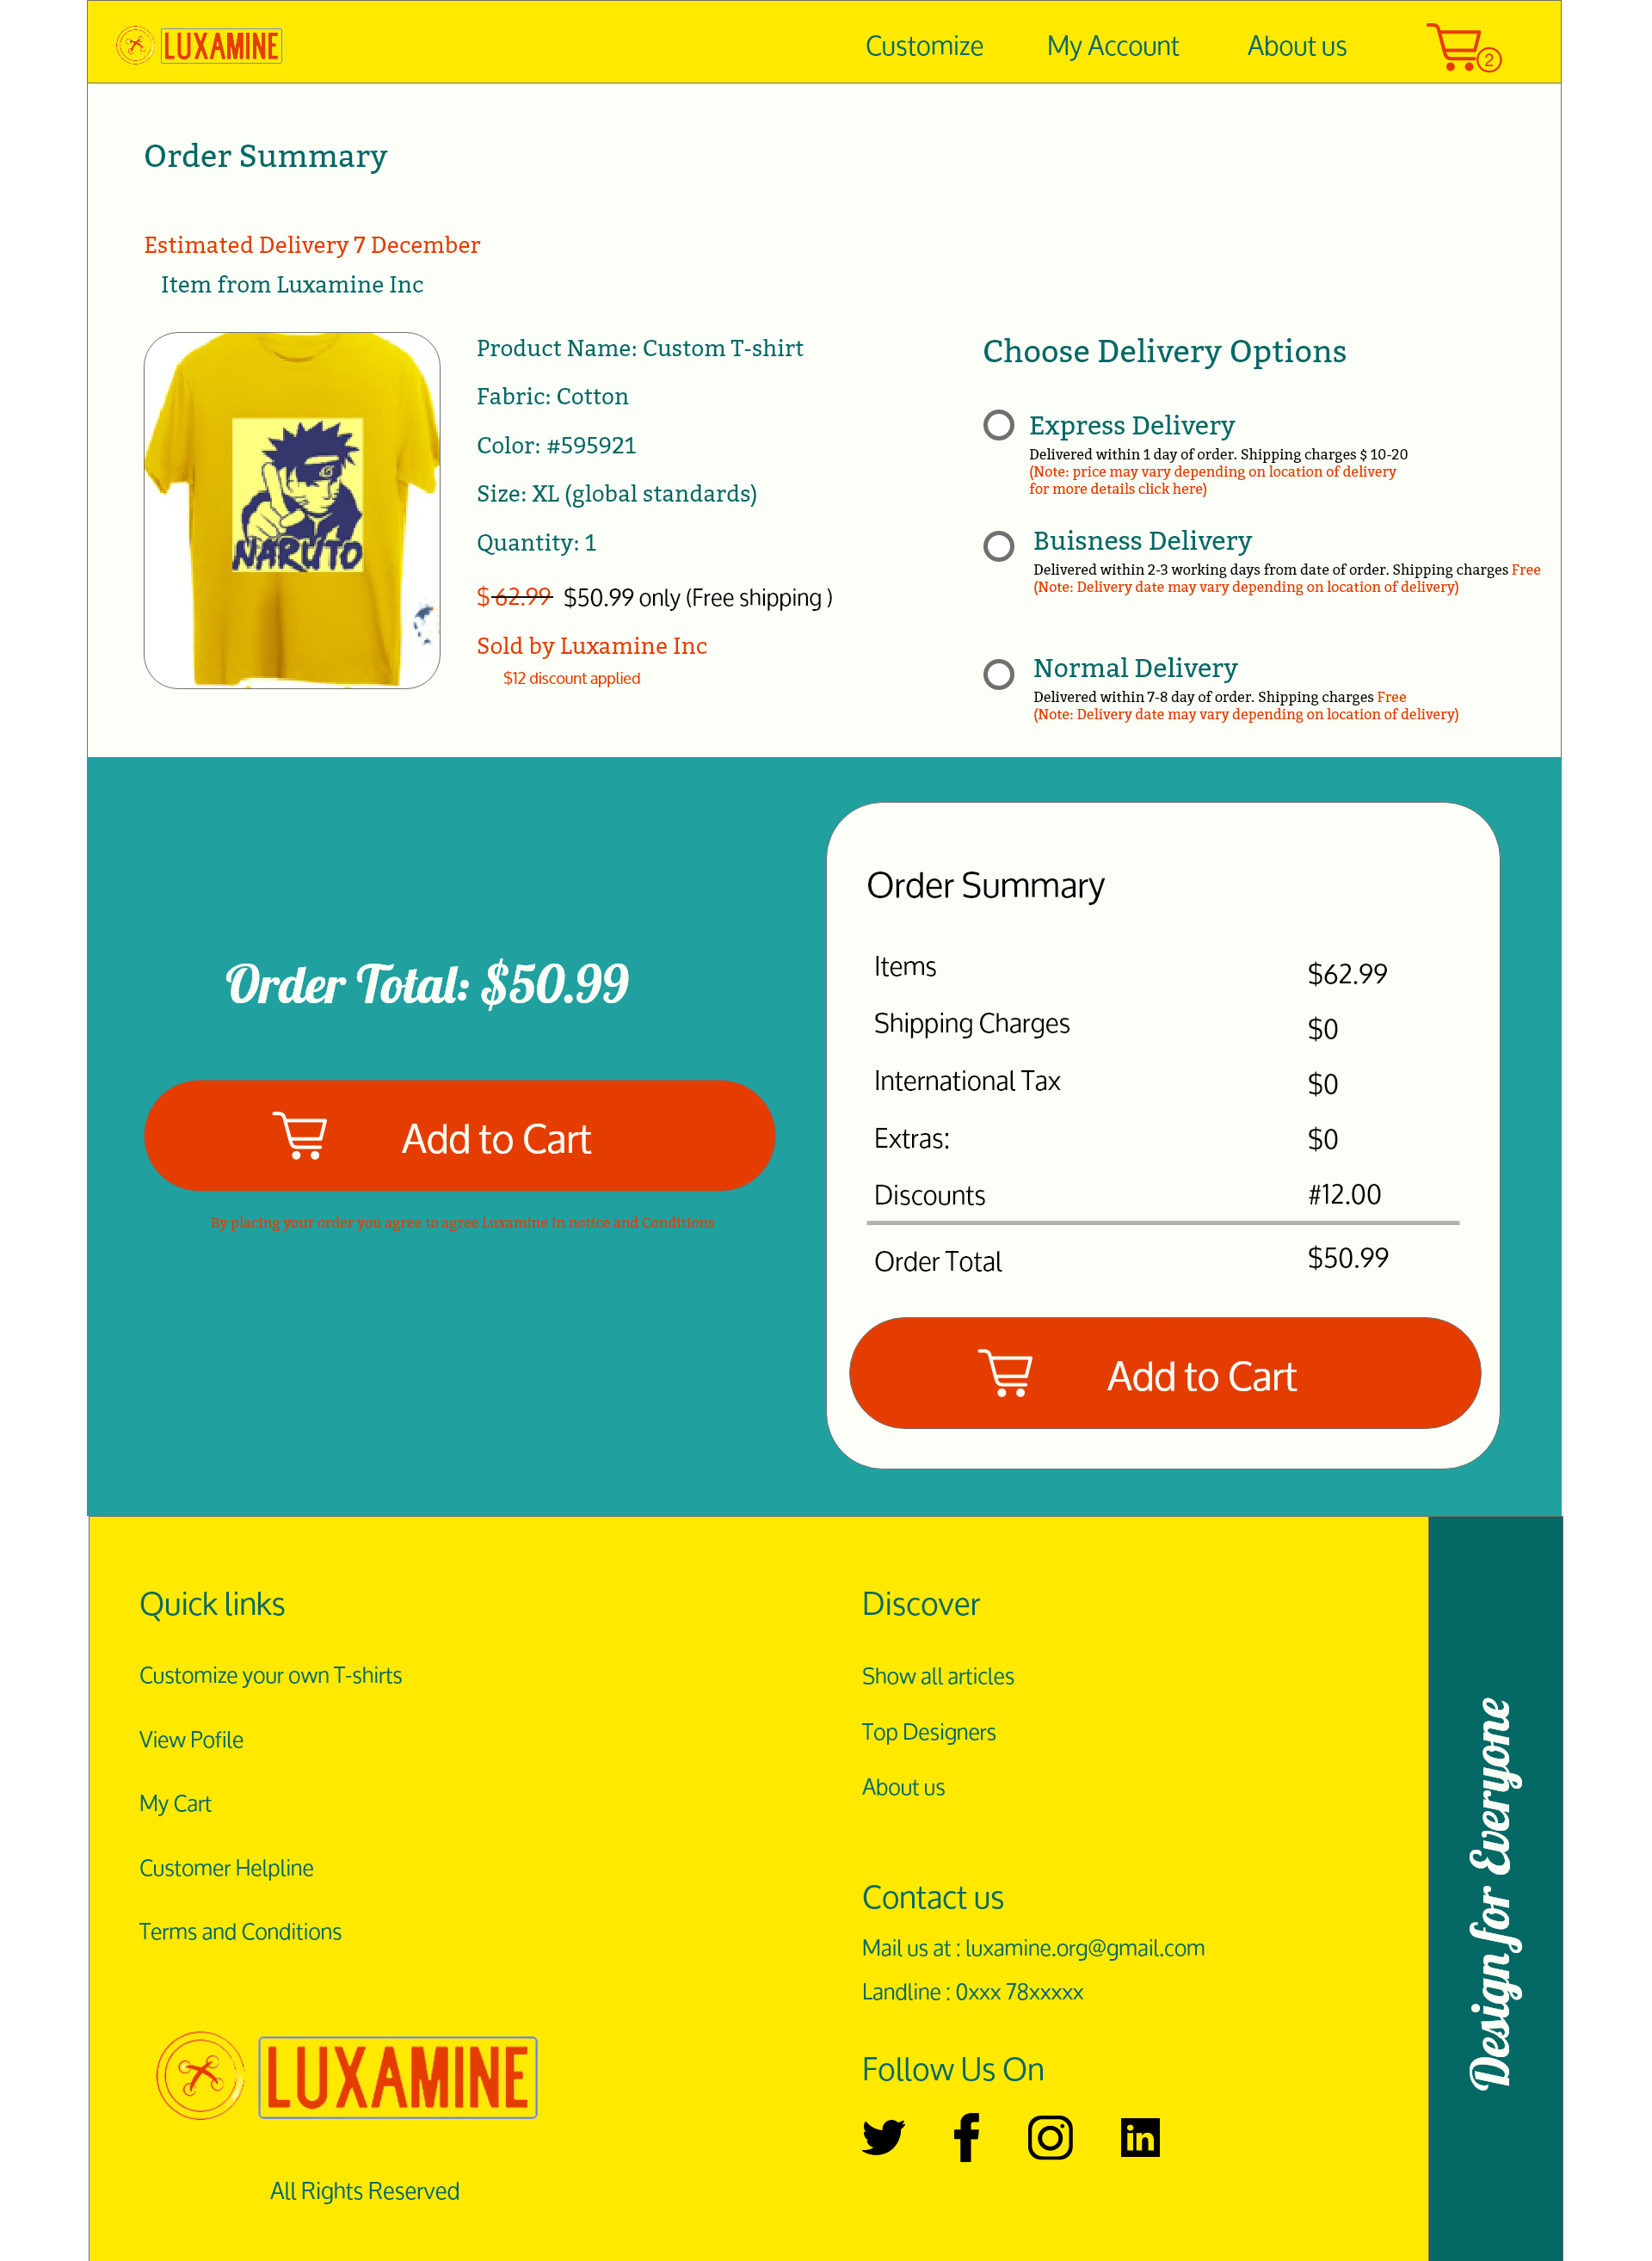 LUXAMINE
Customize
My Account
About us
2
Order Summary
Estimated Delivery 7 December
Item from Luxamine Inc
NARUTO
Product Name: Custom T-shirt
Fabric: Cotton
Color: #595921
Size: XL (global standards)
Quantity: 1
$ 62.99 $50.99 only (Free shipping )
Sold by Luxamine Inc
$12 discount applied
Choose Delivery Options
Express Delivery
Delivered within 1 day of order. Shipping charges $ 10-20
(Note: price may vary depending on location of delivery
for more details click here)
Buisness Delivery
Delivered within 2-3 working days from date of order. Shipping charges Free
(Note: Delivery date may vary depending on location of delivery)
Normal Delivery
Delivered within 7-8 day of order. Shipping charges Free
(Note: Delivery date may vary depending on location of delivery)
Order Total: $50.99
Add to Cart
By placing your order you agree to agree Luxamine In notice and Conditions
Order Summary
Items $62.99
Shipping Charges $0
International Tax $0
Extras: $0
Discounts #12.00
Order Total $50.99
Add to Cart
Quick links
Customize your own T-shirts
View Pofile
My Cart
Customer Helpline
Terms and Conditions
LUXAMINE
All Rights Reserved
Discover
Show all articles
Top Designers
About us
Contact us
Mail us at : luxamine.org@gmail.com
Landline : 0xxx 78xxxxx
Follow Us On
in
Design for Everyone